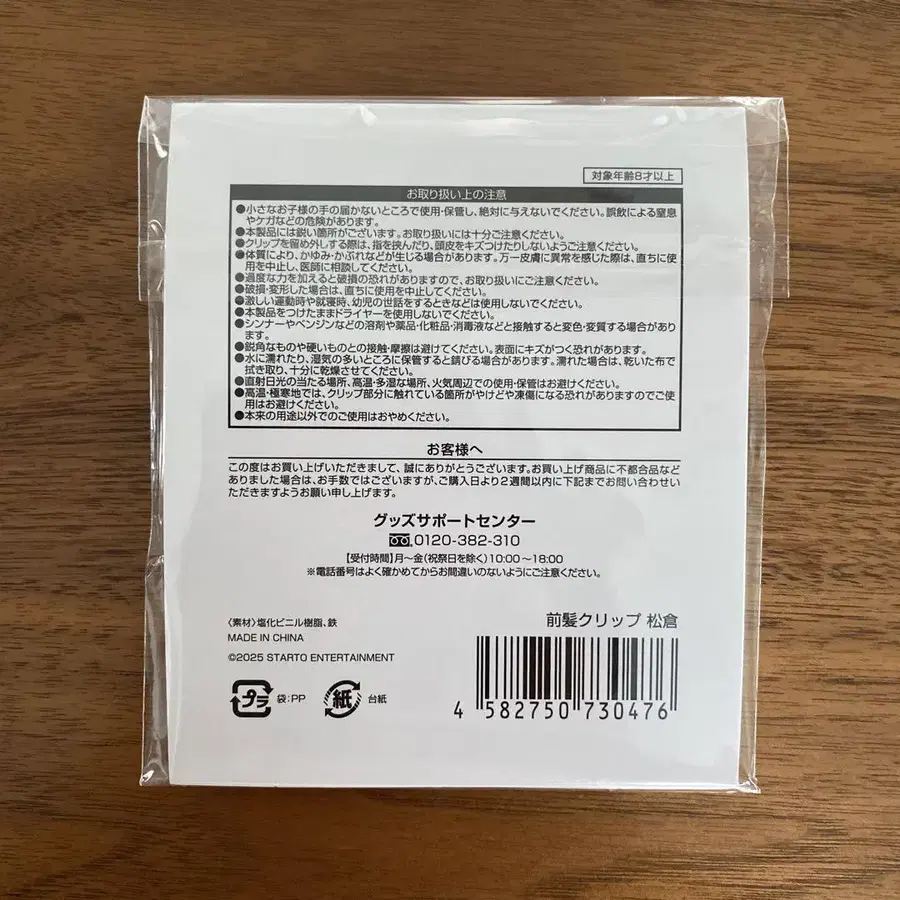 対象年齢8才以上
お取り扱い上の注意
●小さなお子様の手の届かないところで使用・保管し、絶対に与えないでください。誤飲による窒息
やケガなどの危険があります。
●本製品には鋭い箇所がございます。お取り扱いには十分ご注意ください。
●クリップを留め外しする際は、指を挟んだり、頭皮をキズつけたりしないようご注意ください。
●体質により、かゆみ・かぶれなどが生じる場合があります。万一皮膚に異常を感じた際は、直ちに使
用を中止し、医師に相談してください。
●過度な力を加えると破損の恐れがありますので、お取り扱いにご注意ください。
●破損・変形した場合は、直ちに使用を中止してください。
●激しい運動時や就寝時、幼児の世話をするときなどは使用しないでください。
●本製品をつけたままドライヤーを使用しないでください。
●シンナーやベンジンなどの溶剤や薬品・化粧品・消毒液などと接触すると変色・変質する場合があり
ます。
●鋭角なものや硬いものとの接触・摩擦は避けてください。表面にキズがつく恐れがあります。
●水に濡れたり、湿気の多いところに保管すると錆びる場合があります。濡れた場合は、乾いた布で
拭き取り、十分に乾燥させてください。
●直射日光の当たる場所、高温・多湿な場所、火気周辺での使用・保管はお避けください。
●高温・極寒地では、クリップ部分に触れている箇所がやけどや凍傷になる恐れがありますのでご使
用はお避けください。
●本来の用途以外でのご使用はおやめください。
お客様へ
この度はお買い上げいただきまして、誠にありがとうございます。お買い上げ商品に不都合品などと
ありました場合は、お手数ではございますが、ご購入日より2週間以内に下記までお問い合わせい
ただきますようお願い申し上げます。
グッズサポートセンター
0120-382-310
【受付時間】月〜金(祝祭日を除く)10:00〜18:00
※電話番号はよく確かめてからお間違いのないようにご注意ください。
〈素材〉塩化ビニル樹脂、鉄
MADE IN CHINA
©2025 STARTO ENTERTAINMENT
プラ 袋:PP 紙 台紙
前髪クリップ 松倉
4 582750 730476